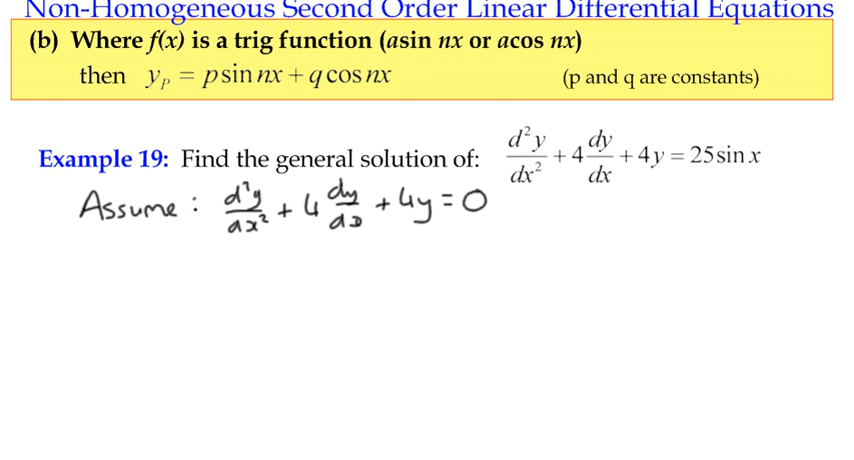 Non-Homogeneous Second Order Linear Differential Equations
(b) Where f(x) is a trig function (asin nx or acos nx)
then y_P = p sin nx + q cos nx (p and q are constants)
Example 19: Find the general solution of: d²y/dx² + 4 dy/dx + 4y = 25 sin x
Assume : d²y/dx² + 4 dy/dx + 4y = 0